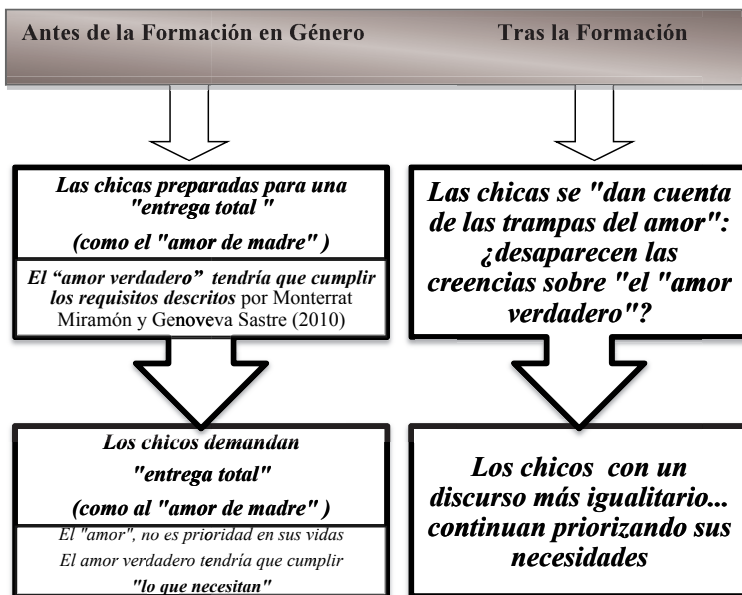 Antes de la Formación en Género
Tras la Formación
Las chicas preparadas para una
"entrega total "
(como el "amor de madre" )
El “amor verdadero” tendría que cumplir
los requisitos descritos por Monterrat
Miramón y Genoveva Sastre (2010)
Las chicas se "dan cuenta
de las trampas del amor":
¿desaparecen las
creencias sobre "el "amor
verdadero"?
Los chicos demandan
"entrega total"
(como al "amor de madre" )
El "amor", no es prioridad en sus vidas
El amor verdadero tendría que cumplir
"lo que necesitan"
Los chicos con un
discurso más igualitario...
continuan priorizando sus
necesidades